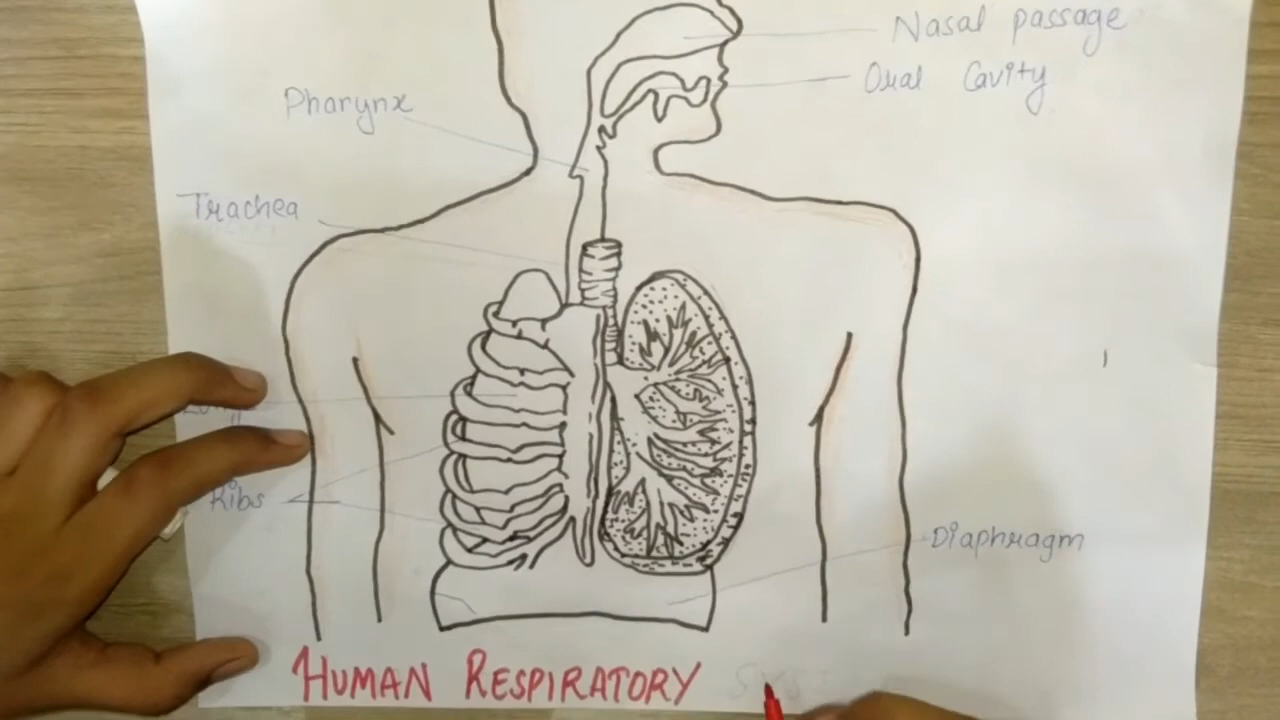 Nasal passage
Oral Cavity
Pharynx
Trachea
Ribs
Diaphragm
HUMAN RESPIRATORY